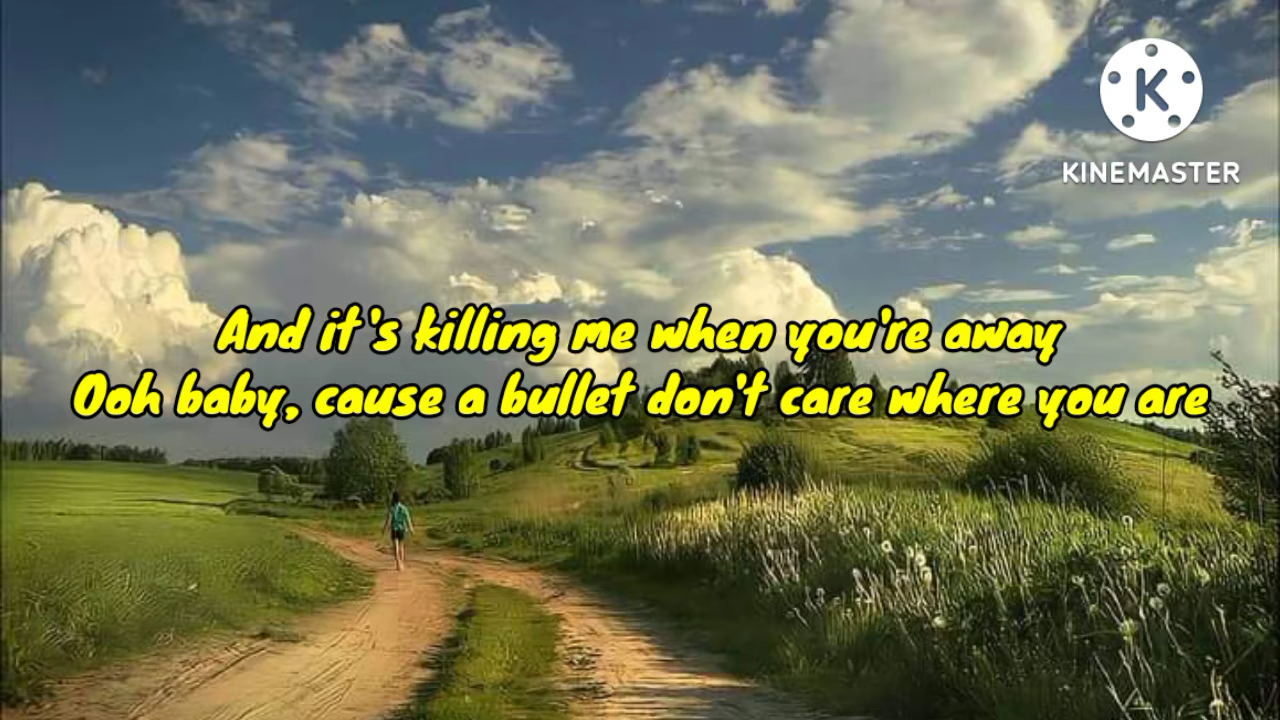 K
KINEMASTER
And it's killing me when you're away
Ooh baby, cause a bullet don't care where you are